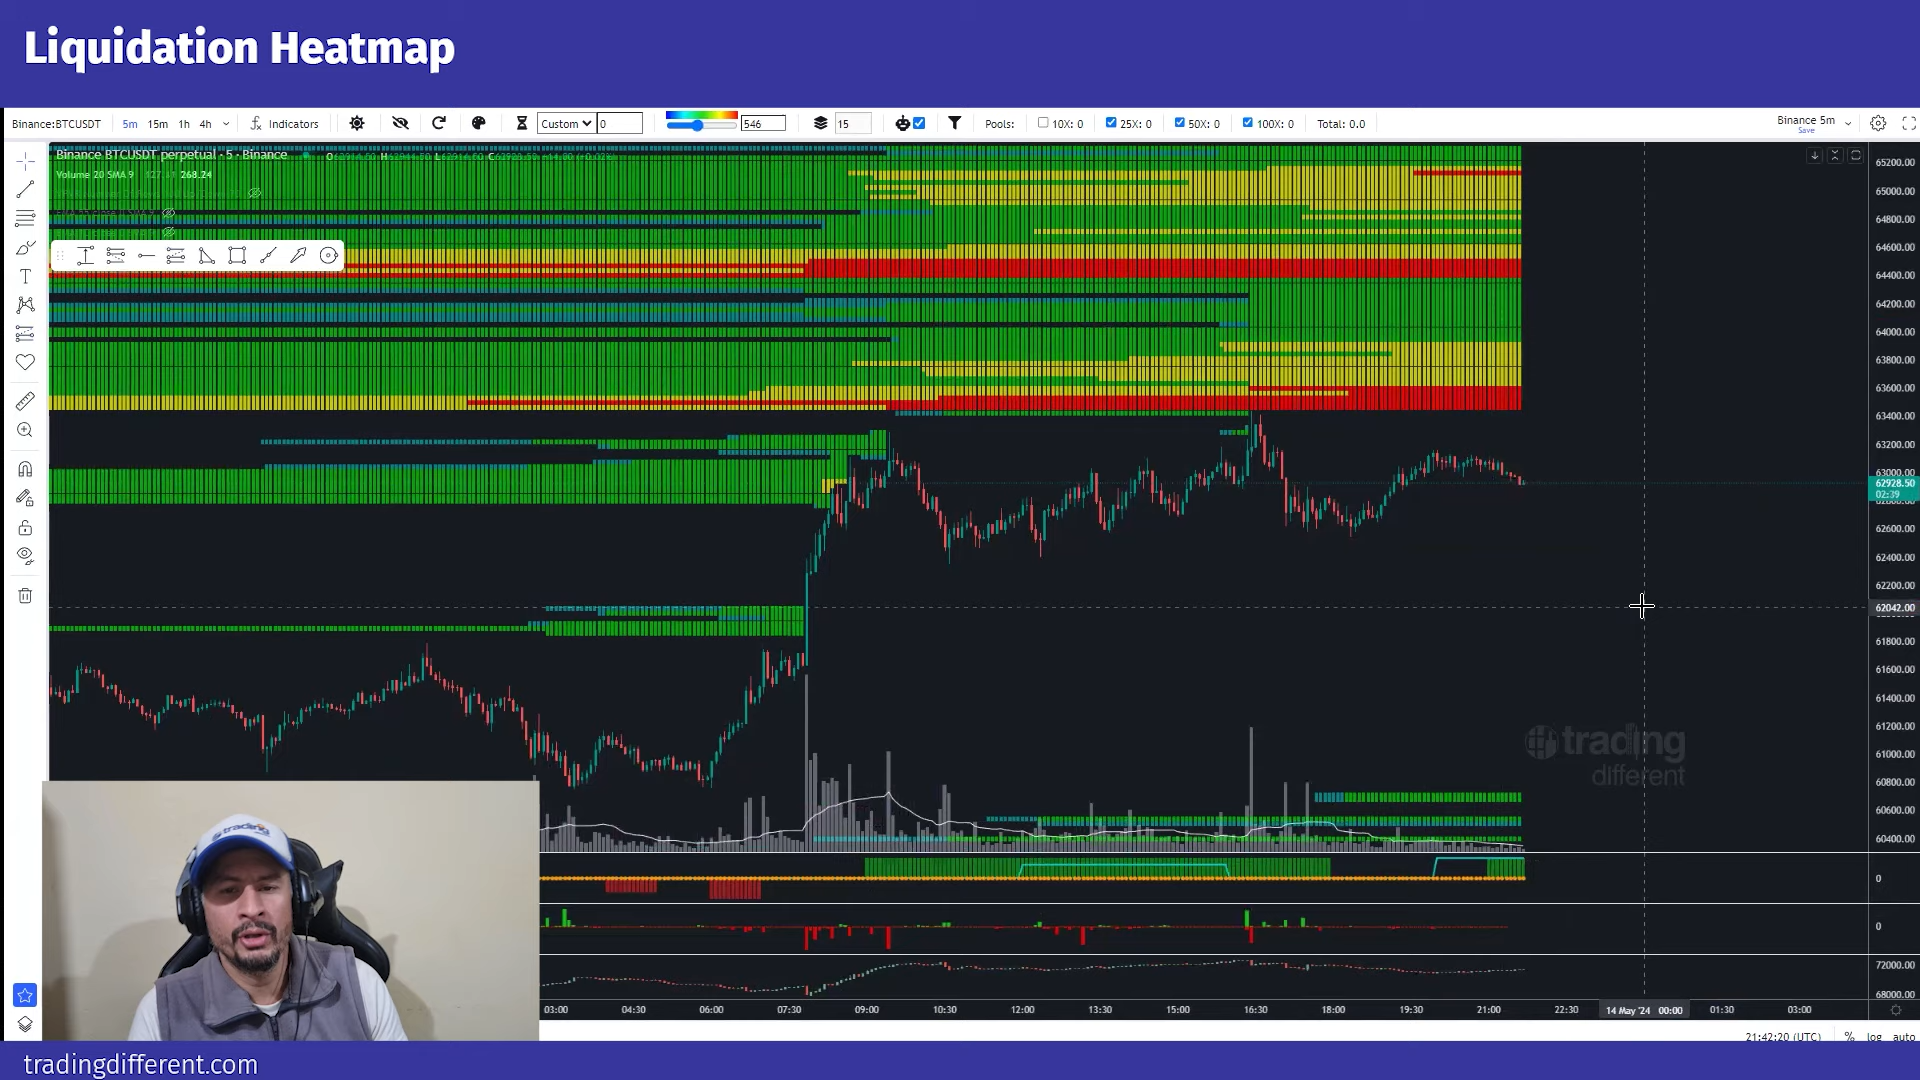 Liquidation Heatmap
Binance:BTCUSDT 5m 15m 1h 4h Indicators Custom 0 546 15 Pools: 10X: 0 25X: 0 50X: 0 100X: 0 Total: 0.0 Binance 5m
Save
Binance BTCUSDT perpetual · 5 · Binance
Volume 20 SMA 9 268.24
65200.00
65000.00
64800.00
64600.00
64400.00
64200.00
64000.00
63800.00
63600.00
63400.00
63200.00
63000.00
62928.50
02:39
62600.00
62400.00
62200.00
62042.00
61800.00
61600.00
61400.00
61200.00
61000.00
60800.00
60600.00
60400.00
trading
different
0
0
72000.00
68000.00
03:00 04:30 06:00 07:30 09:00 10:30 12:00 13:30 15:00 16:30 18:00 19:30 21:00 22:30 14 May '24 00:00 01:30 03:00
21:42:20 (UTC) % log auto
trading
tradingdifferent.com